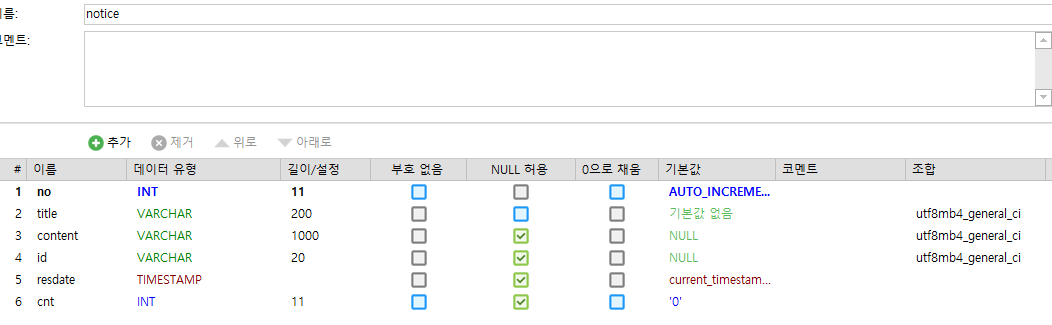 이름: notice
코멘트:
추가 제거 위로 아래로
# 이름 데이터 유형 길이/설정 부호 없음 NULL 허용 0으로 채움 기본값 코멘트 조합
1 no INT 11 AUTO_INCREME...
2 title VARCHAR 200 기본값 없음 utf8mb4_general_ci
3 content VARCHAR 1000 NULL utf8mb4_general_ci
4 id VARCHAR 20 NULL utf8mb4_general_ci
5 resdate TIMESTAMP current_timestam...
6 cnt INT 11 '0'